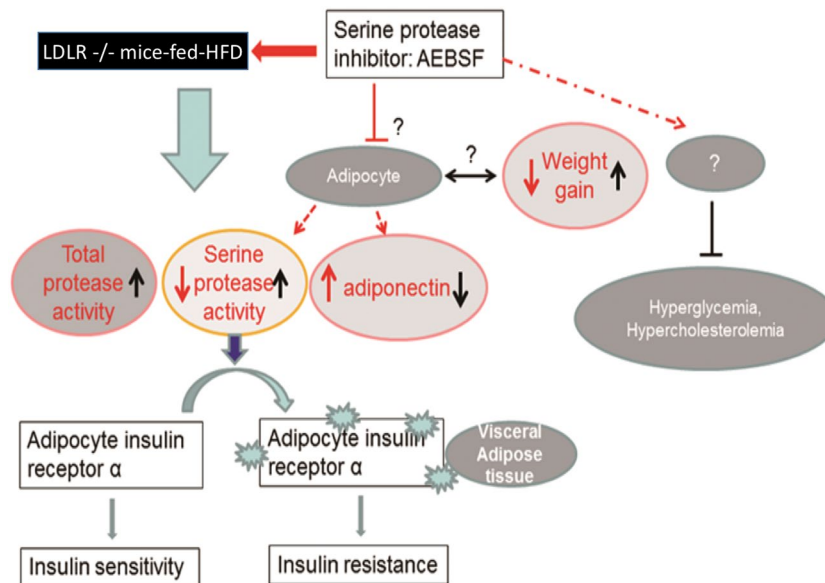 LDLR -/- mice-fed-HFD
Serine protease
inhibitor: AEBSF
?
?
Adipocyte
Weight
gain
?
Total
protease
activity
Serine
protease
activity
adiponectin
Hyperglycemia,
Hypercholesterolemia
Adipocyte insulin
receptor α
Adipocyte insulin
receptor α
Visceral
Adipose
tissue
Insulin sensitivity
Insulin resistance